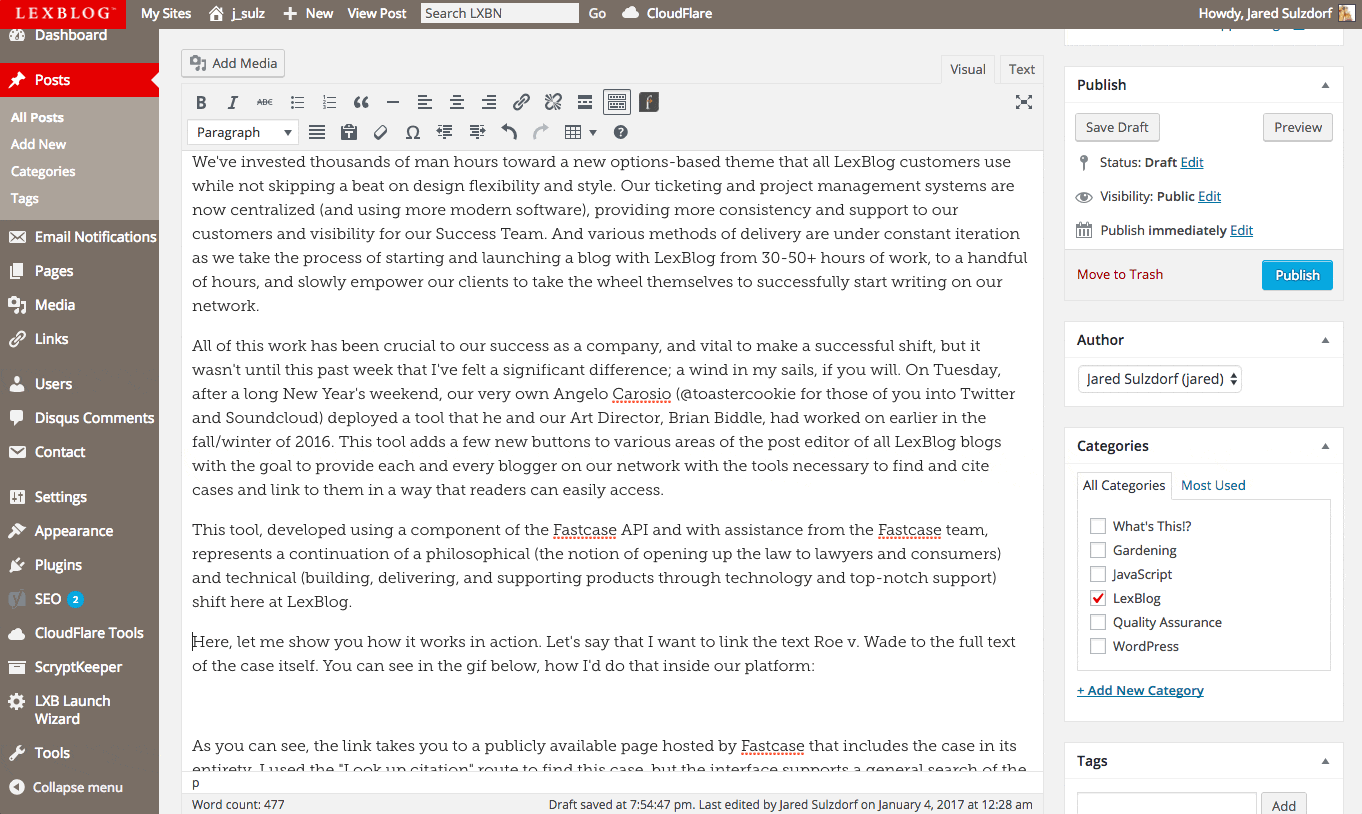 LEXBLOG™ My Sites j_sulz New View Post Search LXBN Go CloudFlare Howdy, Jared Sulzdorf
Dashboard
Posts
All Posts
Add New
Categories
Tags
Email Notifications
Pages
Media
Links
Users
Disqus Comments
Contact
Settings
Appearance
Plugins
SEO 2
CloudFlare Tools
ScryptKeeper
LXB Launch
Wizard
Tools
Collapse menu
Add Media
Visual Text
B I ABC
Paragraph
We've invested thousands of man hours toward a new options-based theme that all LexBlog customers use
while not skipping a beat on design flexibility and style. Our ticketing and project management systems are
now centralized (and using more modern software), providing more consistency and support to our
customers and visibility for our Success Team. And various methods of delivery are under constant iteration
as we take the process of starting and launching a blog with LexBlog from 30-50+ hours of work, to a handful
of hours, and slowly empower our clients to take the wheel themselves to successfully start writing on our
network.
All of this work has been crucial to our success as a company, and vital to make a successful shift, but it
wasn't until this past week that I've felt a significant difference; a wind in my sails, if you will. On Tuesday,
after a long New Year's weekend, our very own Angelo Carosio (@toastercookie for those of you into Twitter
and Soundcloud) deployed a tool that he and our Art Director, Brian Biddle, had worked on earlier in the
fall/winter of 2016. This tool adds a few new buttons to various areas of the post editor of all LexBlog blogs
with the goal to provide each and every blogger on our network with the tools necessary to find and cite
cases and link to them in a way that readers can easily access.
This tool, developed using a component of the Fastcase API and with assistance from the Fastcase team,
represents a continuation of a philosophical (the notion of opening up the law to lawyers and consumers)
and technical (building, delivering, and supporting products through technology and top-notch support)
shift here at LexBlog.
Here, let me show you how it works in action. Let's say that I want to link the text Roe v. Wade to the full text
of the case itself. You can see in the gif below, how I'd do that inside our platform:
As you can see, the link takes you to a publicly available page hosted by Fastcase that includes the case in its
entirety. I used the "Look up citation" route to find this case, but the interface supports a general search of the
p
Word count: 477 Draft saved at 7:54:47 pm. Last edited by Jared Sulzdorf on January 4, 2017 at 12:28 am
Publish
Save Draft Preview
Status: Draft Edit
Visibility: Public Edit
Publish immediately Edit
Move to Trash Publish
Author
Jared Sulzdorf (jared)
Categories
All Categories Most Used
What's This!?
Gardening
JavaScript
LexBlog
Quality Assurance
WordPress
+ Add New Category
Tags
Add